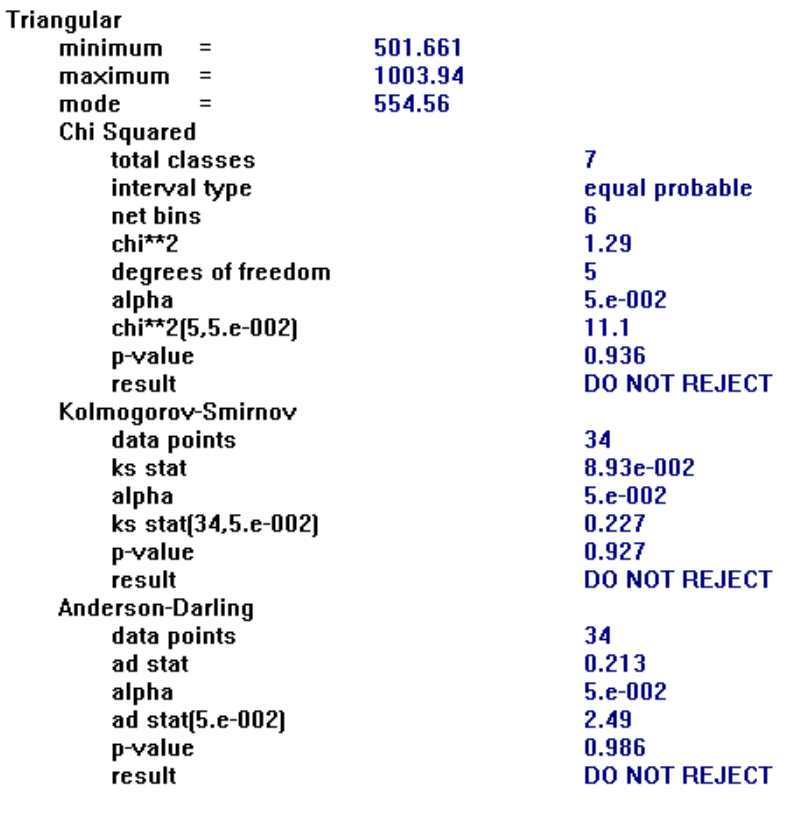 Triangular
minimum = 501.661
maximum = 1003.94
mode = 554.56
Chi Squared
total classes 7
interval type equal probable
net bins 6
chi**2 1.29
degrees of freedom 5
alpha 5.e-002
chi**2(5,5.e-002) 11.1
p-value 0.936
result DO NOT REJECT
Kolmogorov-Smirnov
data points 34
ks stat 8.93e-002
alpha 5.e-002
ks stat(34,5.e-002) 0.227
p-value 0.927
result DO NOT REJECT
Anderson-Darling
data points 34
ad stat 0.213
alpha 5.e-002
ad stat(5.e-002) 2.49
p-value 0.986
result DO NOT REJECT